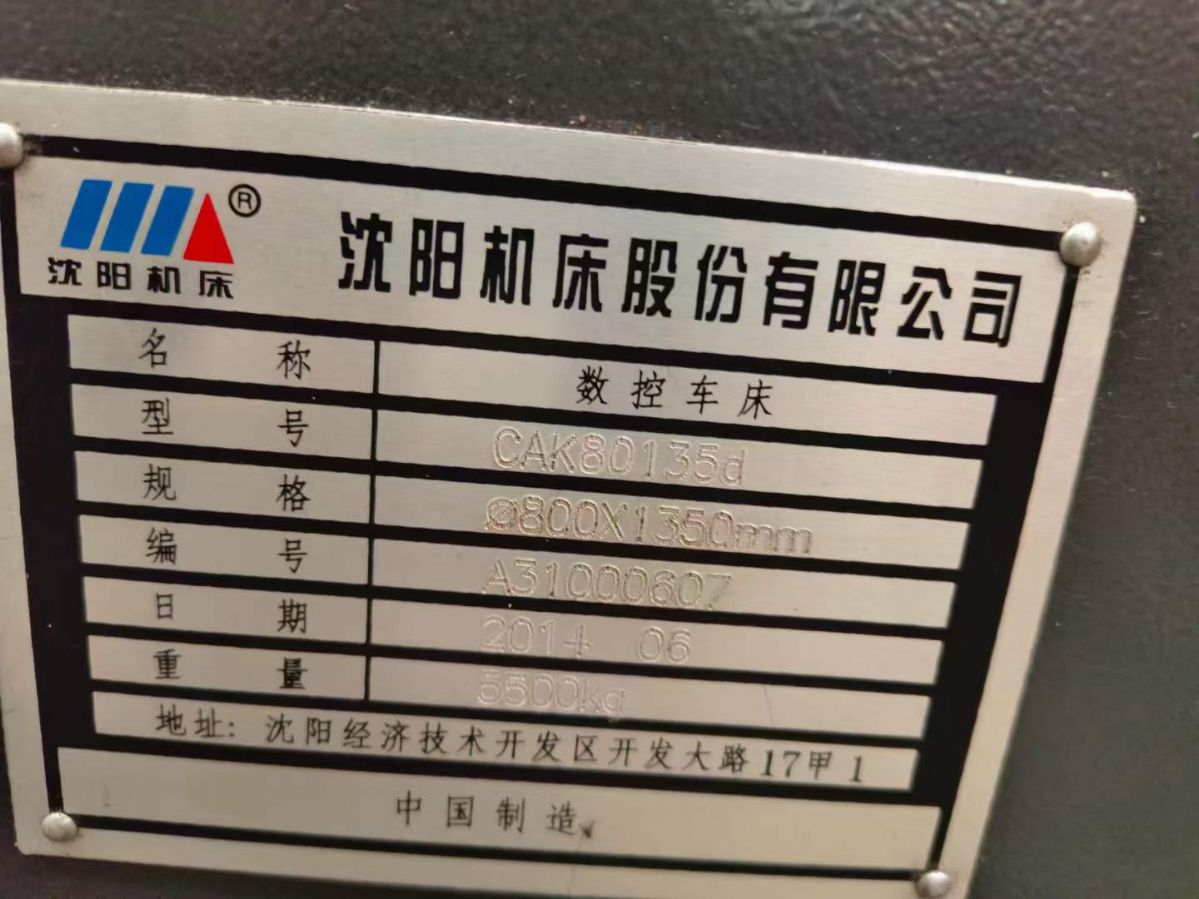 沈阳机床® 沈阳机床股份有限公司
名称 数控车床
型号 CAK80135d
规格 ø800X1350mm
编号 A31000607
日期 2014 06
重量 5500kg
地址: 沈阳经济技术开发区开发大路17甲1
中国制造